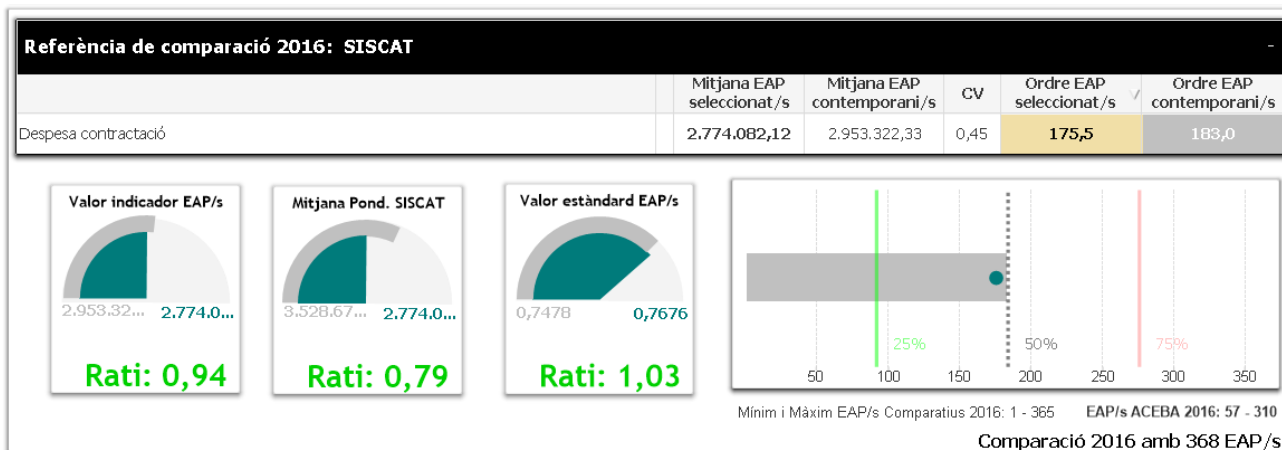 Referència de comparació 2016: SISCAT -
Mitjana EAP seleccionat/s Mitjana EAP contemporani/s CV Ordre EAP seleccionat/s Ordre EAP contemporani/s
Despesa contractació 2.774.082,12 2.953.322,33 0,45 175,5 183,0
Valor indicador EAP/s
2.953.32... 2.774.0...
Rati: 0,94
Mitjana Pond. SISCAT
3.528.67... 2.774.0...
Rati: 0,79
Valor estàndard EAP/s
0,7478 0,7676
Rati: 1,03
25% 50% 75%
50 100 150 200 250 300 350
Mínim i Màxim EAP/s Comparatius 2016: 1 - 365 EAP/s ACEBA 2016: 57 - 310
Comparació 2016 amb 368 EAP/s